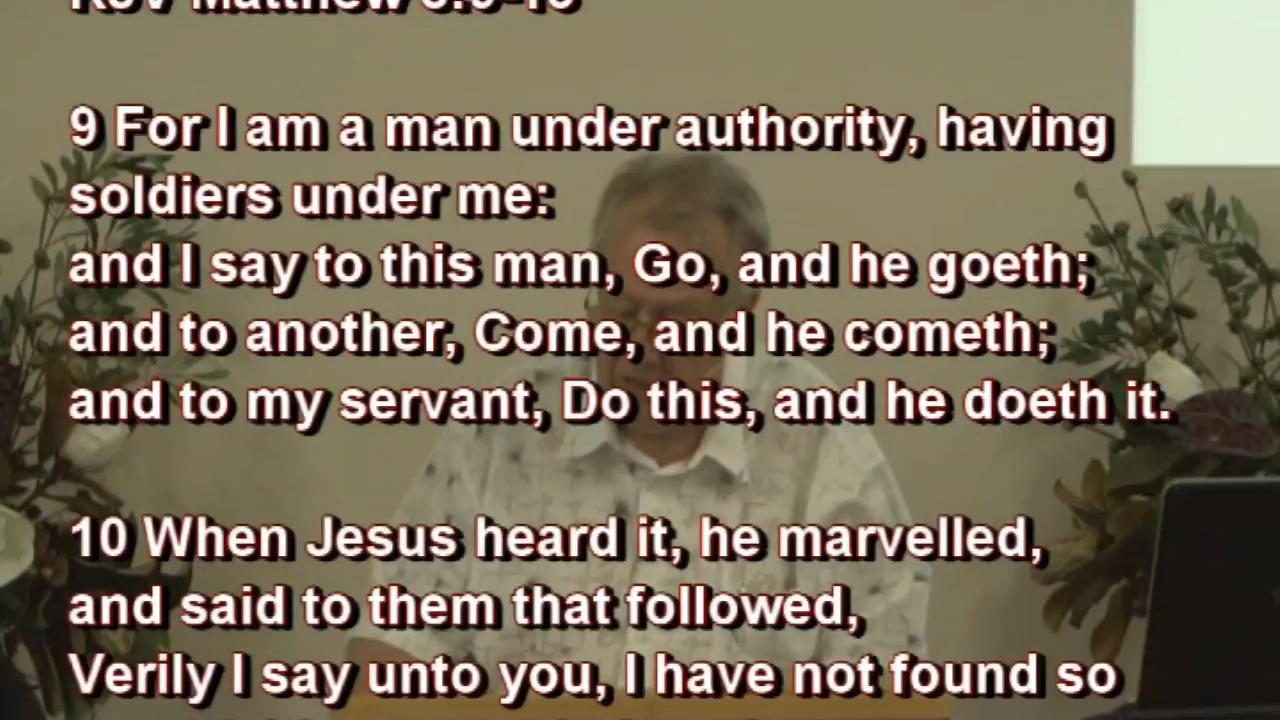 Matthew
9 For I am a man under authority, having
soldiers under me:
and I say to this man, Go, and he goeth;
and to another, Come, and he cometh;
and to my servant, Do this, and he doeth it.
10 When Jesus heard it, he marvelled,
and said to them that followed,
Verily I say unto you, I have not found so